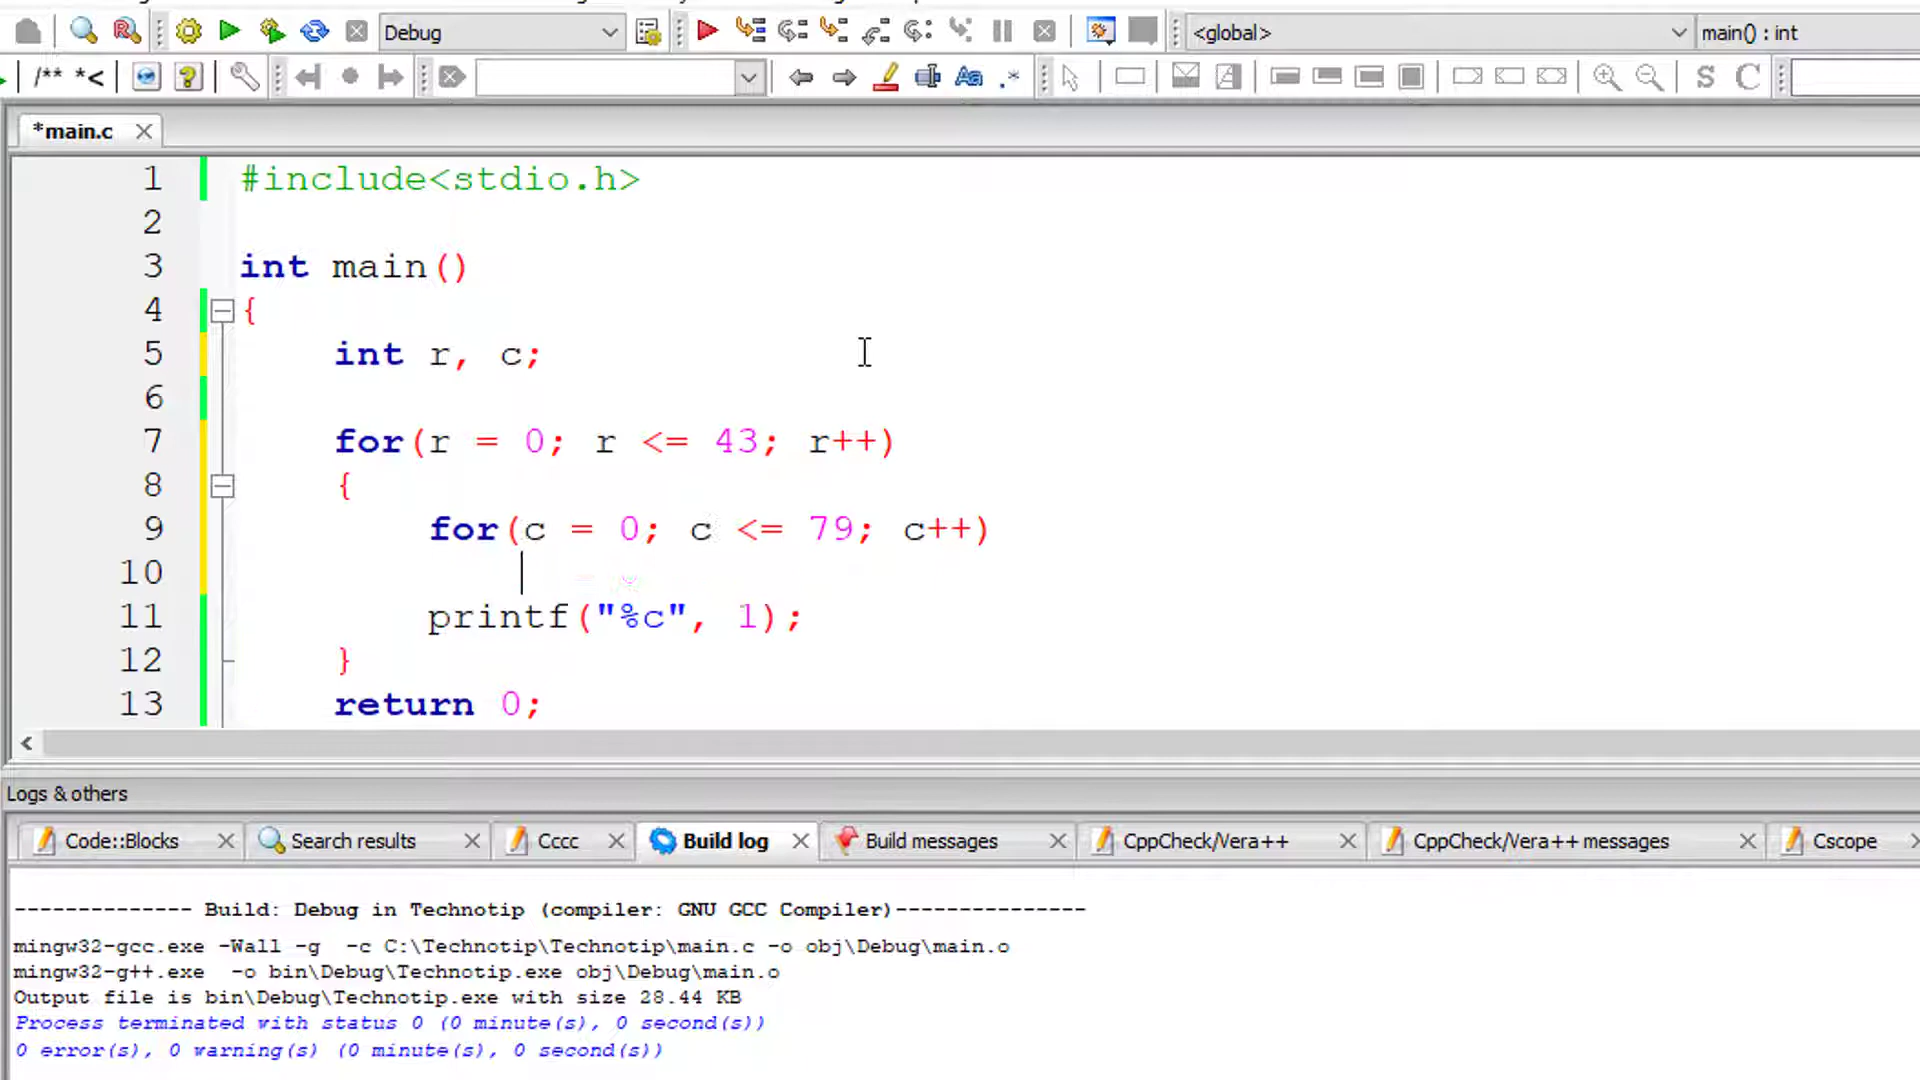 Debug
<global>
main() : int
/** *<
Aa
.*
S C
*main.c
1 #include<stdio.h>
2
3 int main()
4 {
5 int r, c;
6
7 for(r = 0; r <= 43; r++)
8 {
9 for(c = 0; c <= 79; c++)
10
11 printf("%c", 1);
12 }
13 return 0;
Logs & others
Code::Blocks
Search results
Cccc
Build log
Build messages
CppCheck/Vera++
CppCheck/Vera++ messages
Cscope
-------------- Build: Debug in Technotip (compiler: GNU GCC Compiler)---------------
mingw32-gcc.exe -Wall -g -c C:\Technotip\Technotip\main.c -o obj\Debug\main.o
mingw32-g++.exe -o bin\Debug\Technotip.exe obj\Debug\main.o
Output file is bin\Debug\Technotip.exe with size 28.44 KB
Process terminated with status 0 (0 minute(s), 0 second(s))
0 error(s), 0 warning(s) (0 minute(s), 0 second(s))